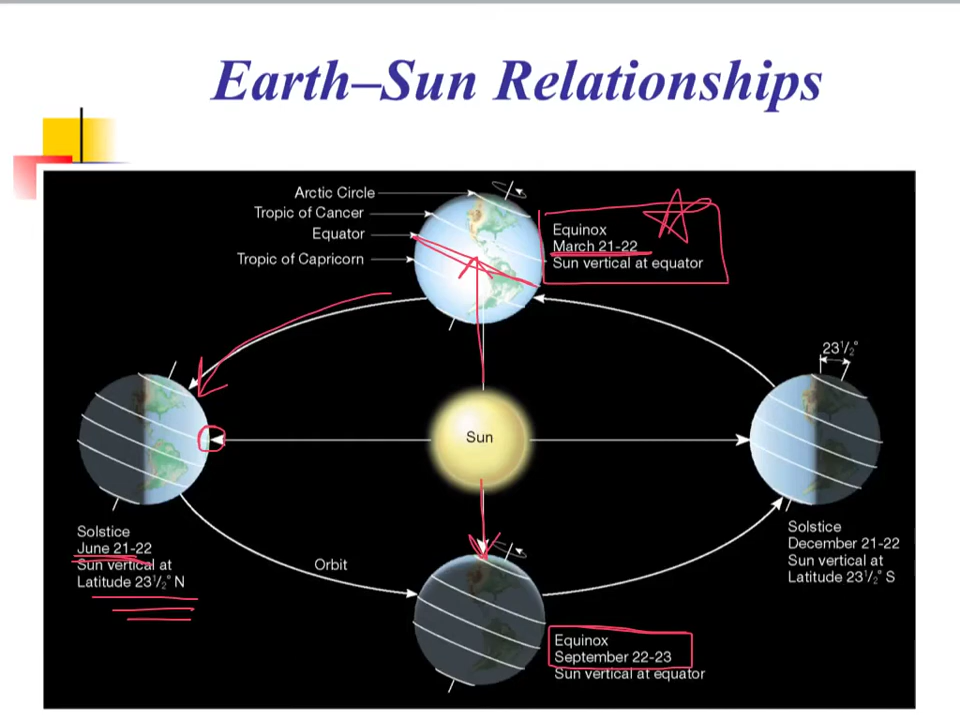 Earth–Sun Relationships
Arctic Circle
Tropic of Cancer
Equator
Tropic of Capricorn
Equinox
March 21-22
Sun vertical at equator
23½°
Sun
Solstice
June 21-22
Sun vertical at
Latitude 23½° N
Solstice
December 21-22
Sun vertical at
Latitude 23½° S
Orbit
Equinox
September 22-23
Sun vertical at equator